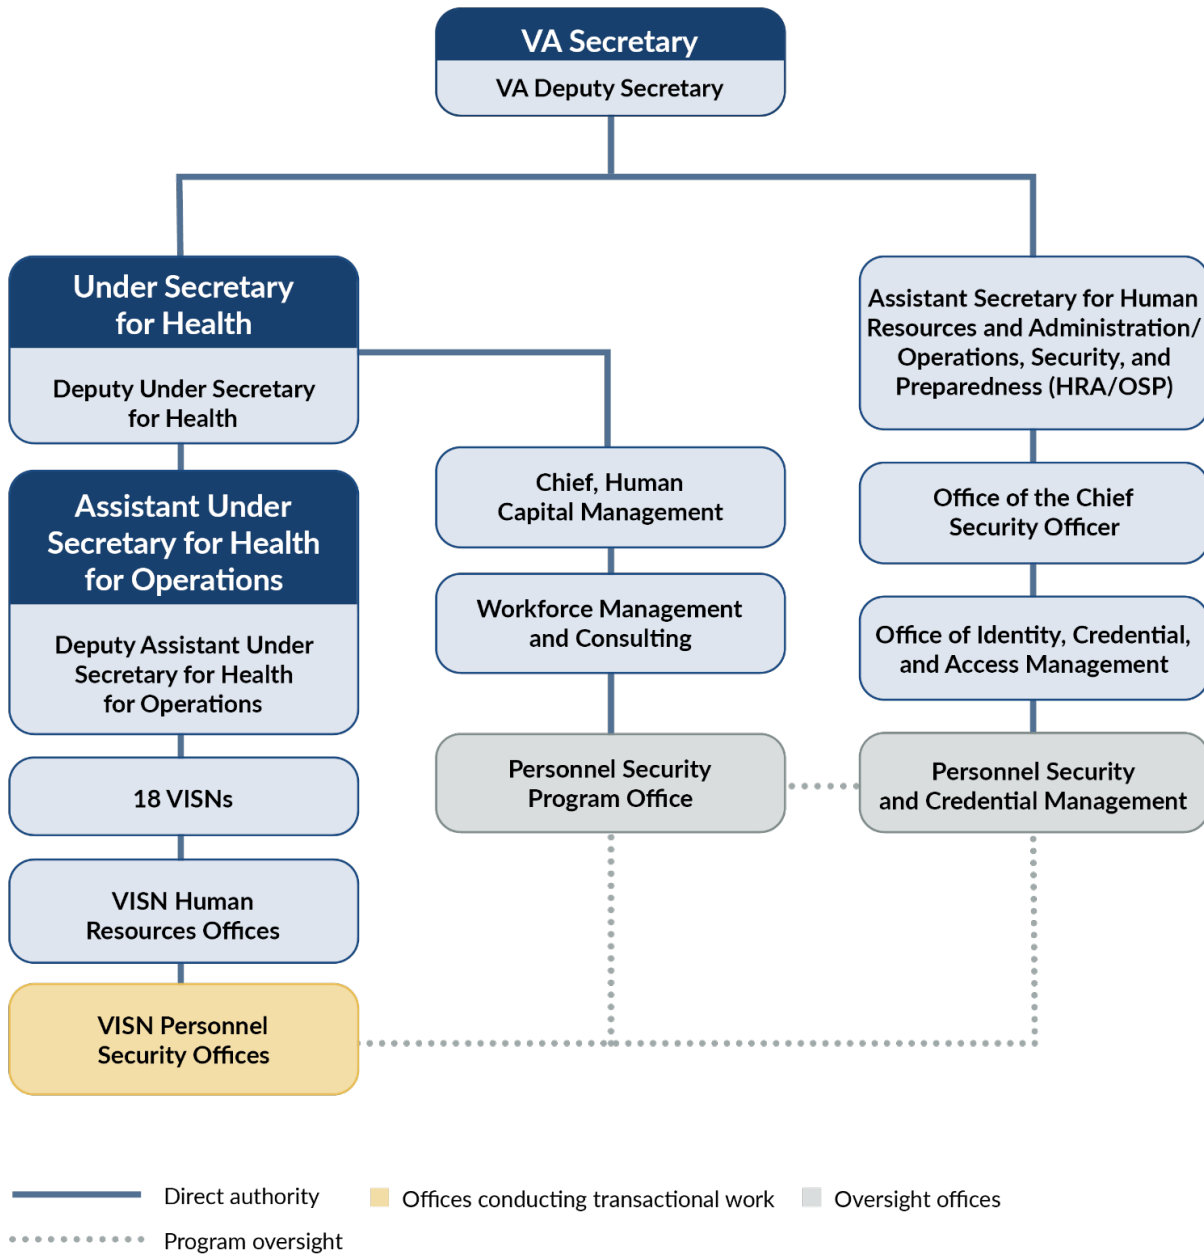 VA Secretary
VA Deputy Secretary
Under Secretary
for Health
Deputy Under Secretary
for Health
Assistant Under
Secretary for Health
for Operations
Deputy Assistant Under
Secretary for Health
for Operations
18 VISNs
VISN Human
Resources Offices
VISN Personnel
Security Offices
Chief, Human
Capital Management
Workforce Management
and Consulting
Personnel Security
Program Office
Assistant Secretary for Human
Resources and Administration/
Operations, Security, and
Preparedness (HRA/OSP)
Office of the Chief
Security Officer
Office of Identity, Credential,
and Access Management
Personnel Security
and Credential Management
Direct authority
Offices conducting transactional work
Oversight offices
Program oversight